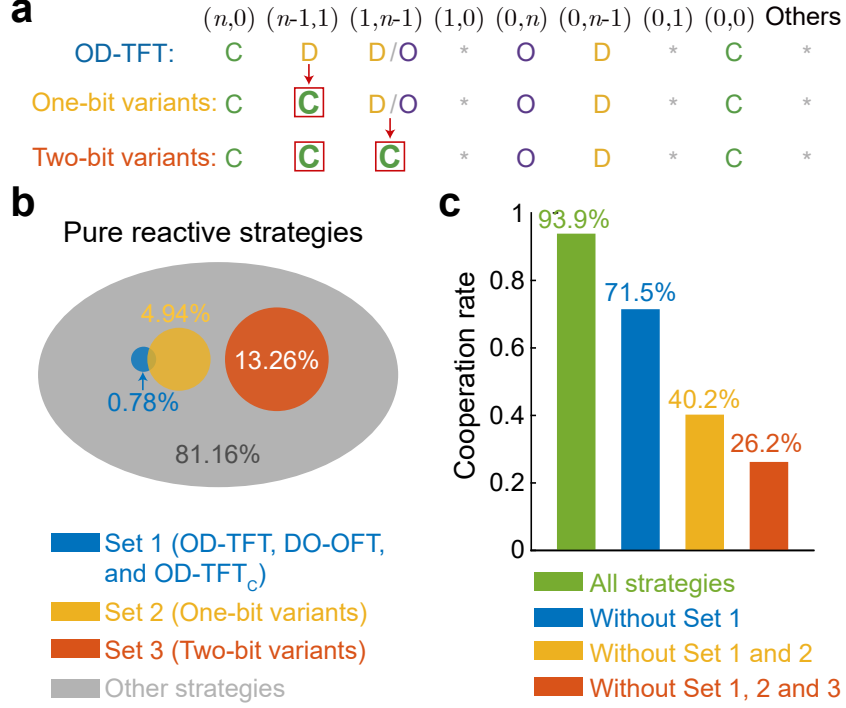 a
(n,0) (n-1,1) (1,n-1) (1,0) (0,n) (0,n-1) (0,1) (0,0) Others
OD-TFT: C D D/O * O D * C *
One-bit variants: C C D/O * O D * C *
Two-bit variants: C C C * O D * C *
b
Pure reactive strategies
4.94%
13.26%
0.78%
81.16%
Set 1 (OD-TFT, DO-OFT,
and OD-TFTC)
Set 2 (One-bit variants)
Set 3 (Two-bit variants)
Other strategies
c
Cooperation rate
1
0.8
0.6
0.4
0.2
0
93.9%
71.5%
40.2%
26.2%
All strategies
Without Set 1
Without Set 1 and 2
Without Set 1, 2 and 3